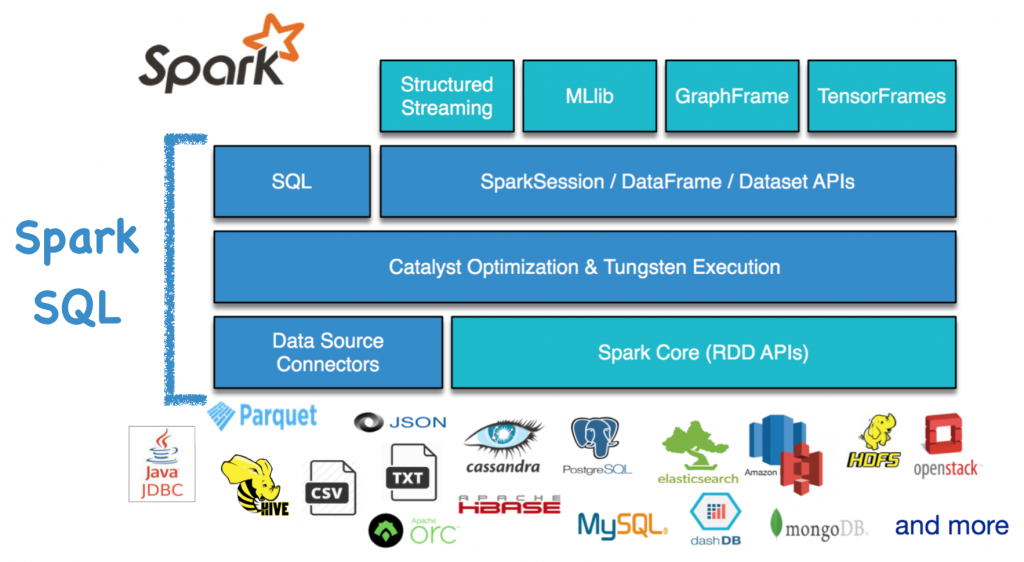 Spark
Structured
Streaming
MLlib
GraphFrame
TensorFrames
Spark
SQL
SQL
SparkSession / DataFrame / Dataset APIs
Catalyst Optimization & Tungsten Execution
Data Source
Connectors
Spark Core (RDD APIs)
Parquet
JSON
cassandra
PostgreSQL
elasticsearch
Amazon
HDFS
openstack™
Java
JDBC
HIVE
CSV
TXT
APACHE
HBASE
Apache
orc™
MySQL®
dashDB
mongoDB®
and more